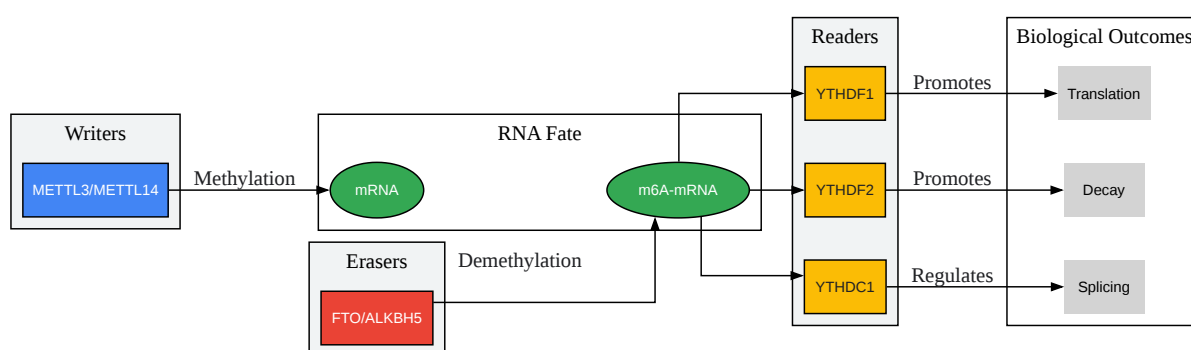 Writers
METTL3/METTL14
Methylation
RNA Fate
mRNA
m6A-mRNA
Erasers
FTO/ALKBH5
Demethylation
Readers
YTHDF1
YTHDF2
YTHDC1
Promotes
Promotes
Regulates
Biological Outcomes
Translation
Decay
Splicing